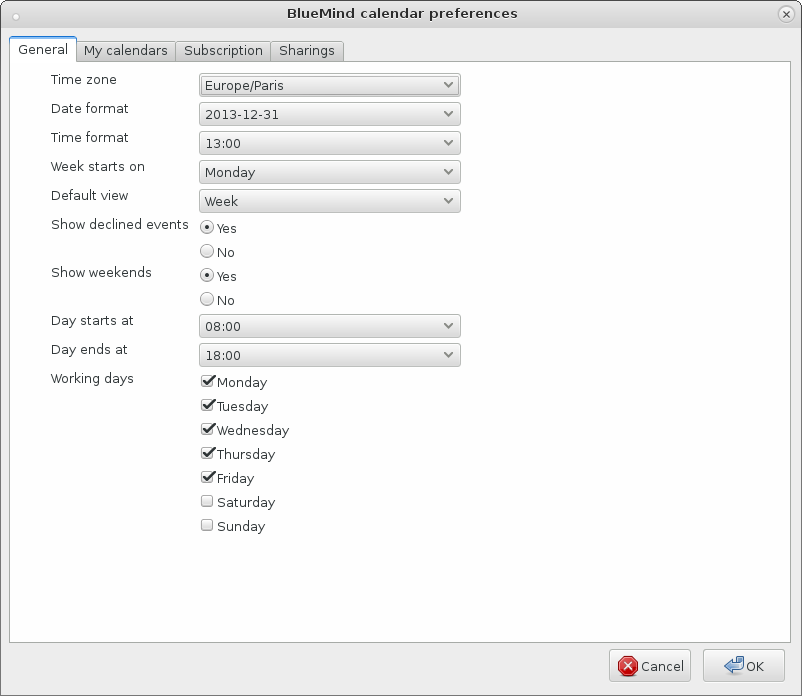 BlueMind calendar preferences
General My calendars Subscription Sharings
Time zone Europe/Paris
Date format 2013-12-31
Time format 13:00
Week starts on Monday
Default view Week
Show declined events Yes
No
Show weekends Yes
No
Day starts at 08:00
Day ends at 18:00
Working days Monday
Tuesday
Wednesday
Thursday
Friday
Saturday
Sunday
Cancel OK